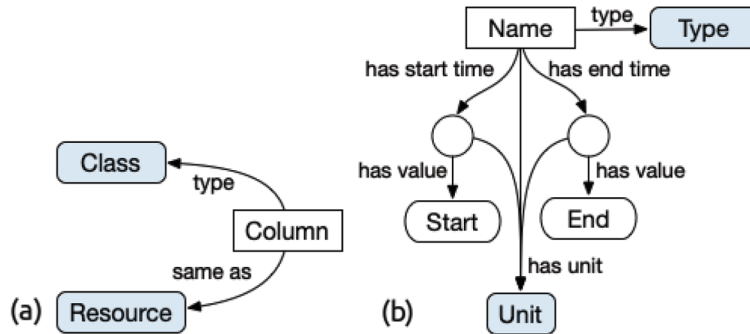 Class
type
Column
same as
(a)
Resource
Name
type
Type
has start time
has end time
has value
has value
Start
End
has unit
(b)
Unit